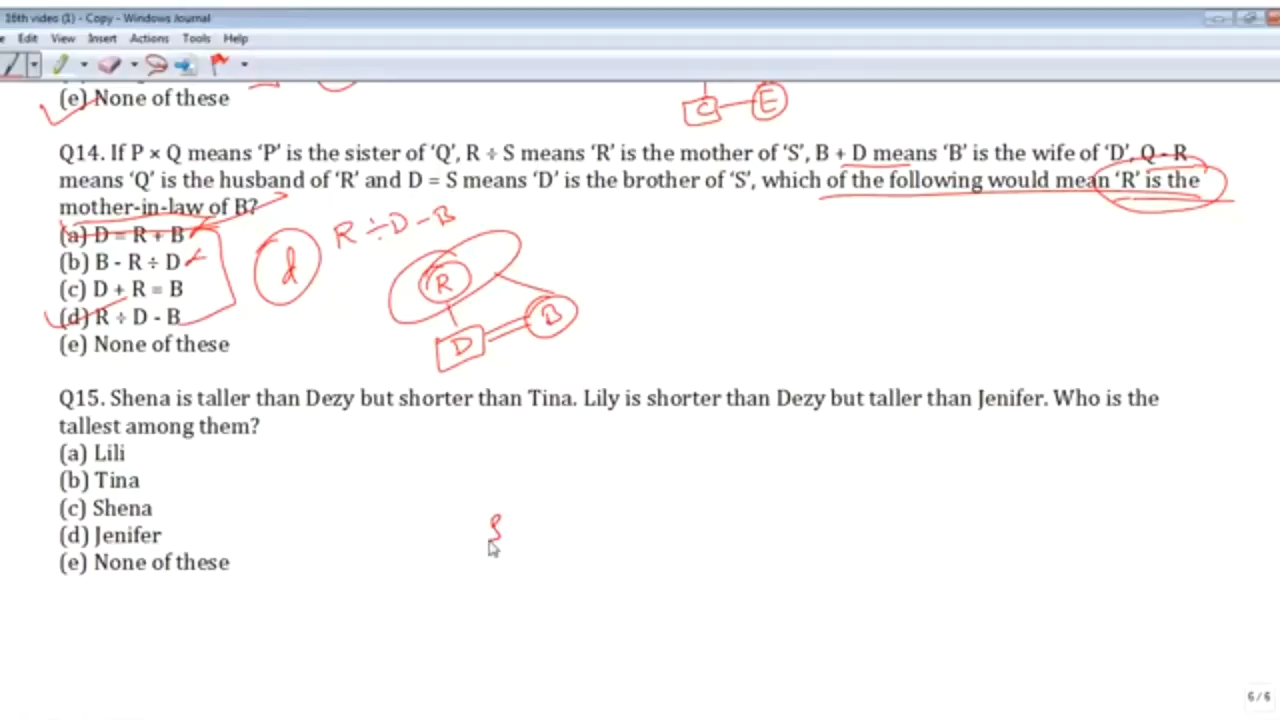 16th video (1) - Copy - Windows Journal
Edit View Insert Actions Tools Help
(e) None of these
C E
Q14. If P × Q means ‘P’ is the sister of ‘Q’, R ÷ S means ‘R’ is the mother of ‘S’, B + D means ‘B’ is the wife of ‘D’, Q - R
means ‘Q’ is the husband of ‘R’ and D = S means ‘D’ is the brother of ‘S’, which of the following would mean ‘R’ is the
mother-in-law of B?
(a) D = R + B
(b) B - R ÷ D
(c) D + R = B
(d) R ÷ D - B
(e) None of these
d
R ÷ D - B
R
D B
Q15. Shena is taller than Dezy but shorter than Tina. Lily is shorter than Dezy but taller than Jenifer. Who is the
tallest among them?
(a) Lili
(b) Tina
(c) Shena
(d) Jenifer
(e) None of these
6 / 6